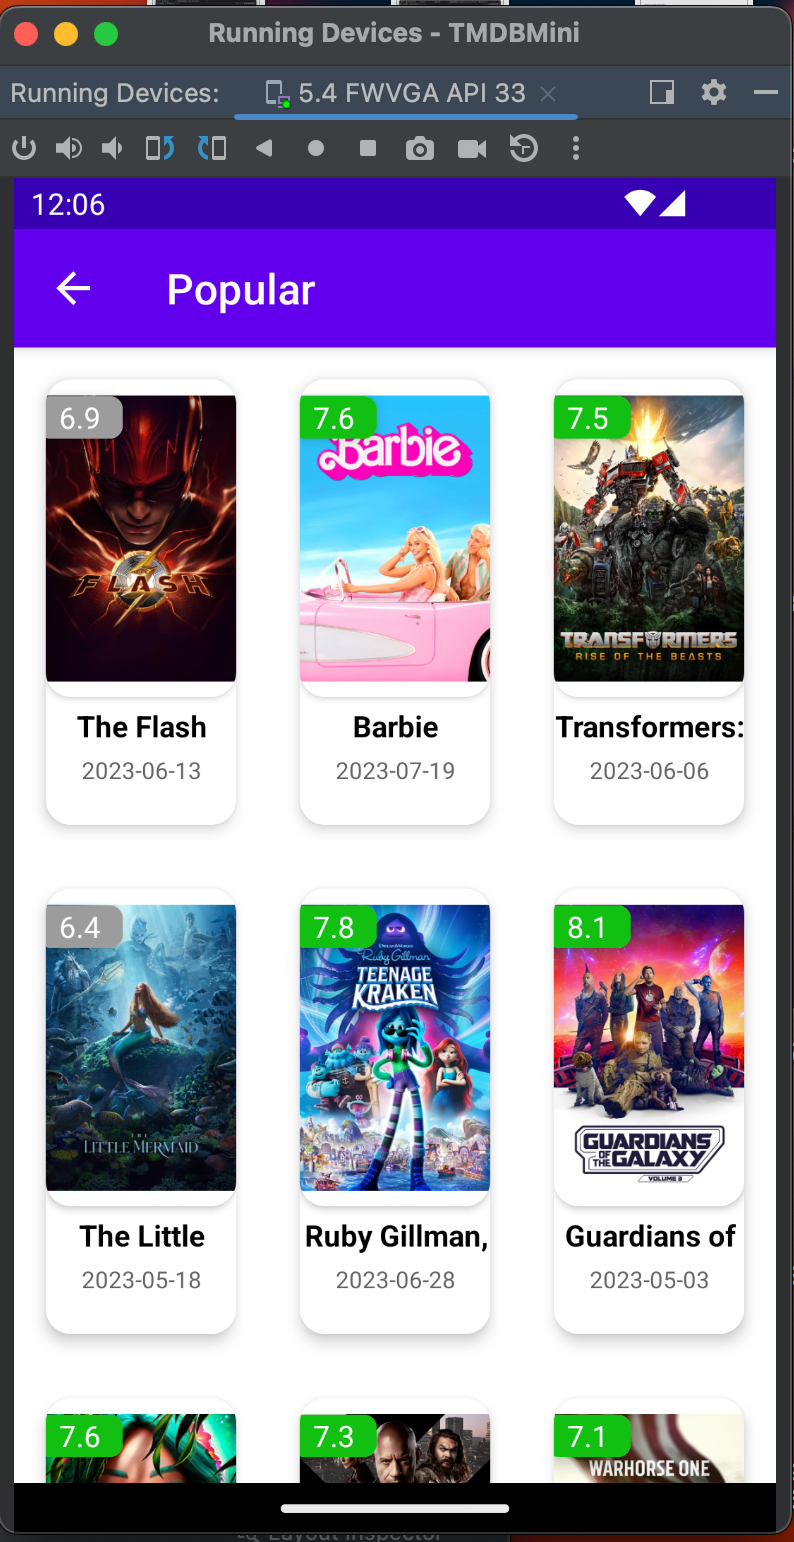 Running Devices - TMDBMini
Running Devices:
5.4 FWVGA API 33
12:06
Popular
6.9
7.6
7.5
FLASH
Barbie
TRANSFORMERS
RISE OF THE BEASTS
The Flash
Barbie
Transformers:
2023-06-13
2023-07-19
2023-06-06
6.4
7.8
8.1
THE
LITTLE MERMAID
DreamWorks
Ruby Gillman
TEENAGE
KRAKEN
GUARDIANS
OF THE GALAXY
VOLUME 3
The Little
Ruby Gillman,
Guardians of
2023-05-18
2023-06-28
2023-05-03
7.6
7.3
7.1
WARHORSE ONE
Layout Inspector